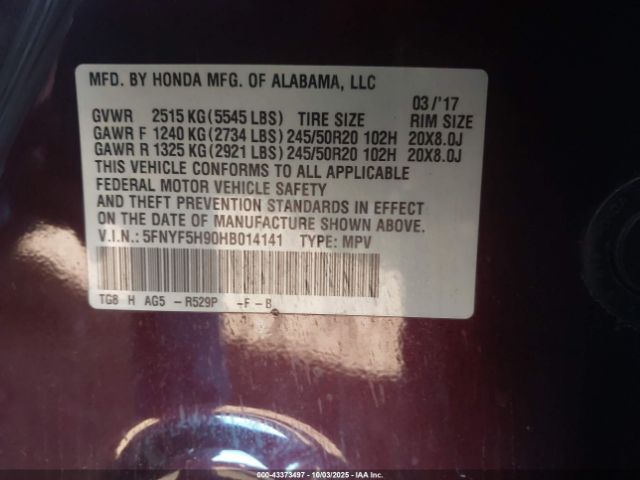 MFD. BY HONDA MFG. OF ALABAMA, LLC
03 /'17
GVWR 2515 KG(5545 LBS) TIRE SIZE RIM SIZE
GAWR F 1240 KG(2734 LBS)245/50R20 102H 20X8.0J
GAWR R 1325 KG(2921 LBS)245/50R20 102H 20X8.0J
THIS VEHICLE CONFORMS TO ALL APPLICABLE
FEDERAL MOTOR VEHICLE SAFETY
AND THEFT PREVENTION STANDARDS IN EFFECT
ON THE DATE OF MANUFACTURE SHOWN ABOVE.
V.I.N.: 5FNYF5H90HB014141 TYPE: MPV
TG8 H AG5 -R529P -F-B
000-43373497 - 10/03/2025 - IAA Inc.